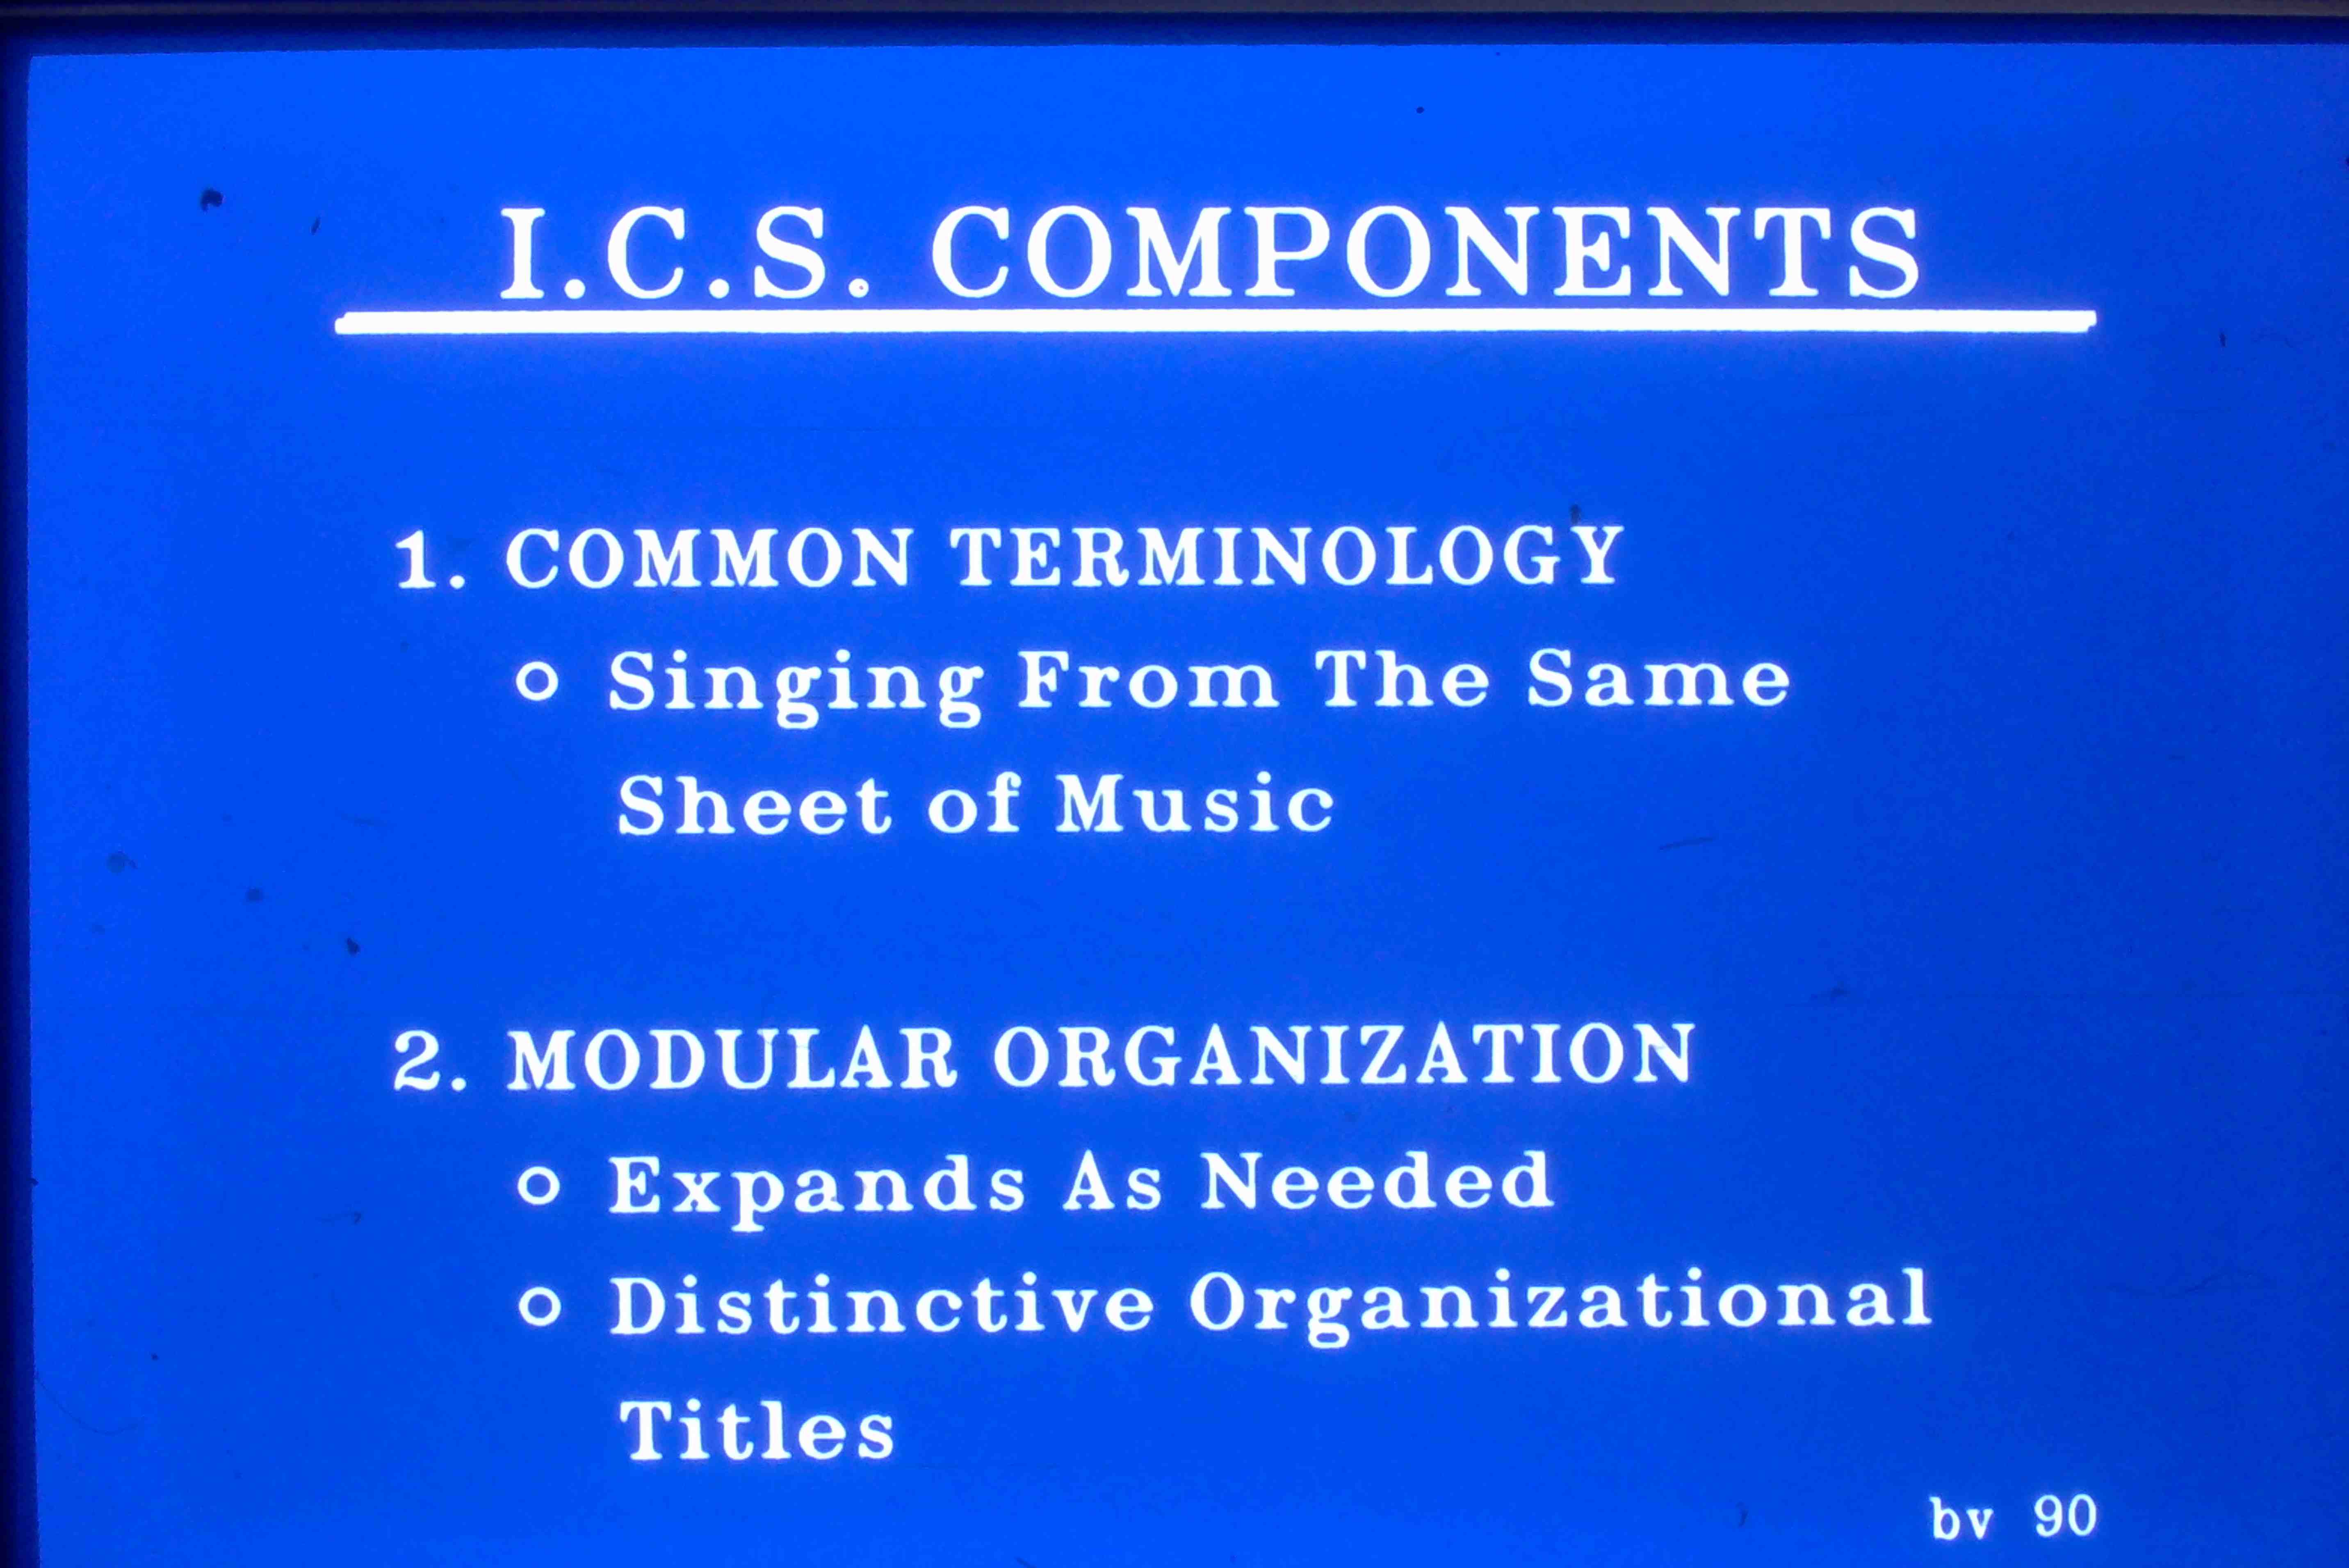 I.C.S. COMPONENTS
1. COMMON TERMINOLOGY
o Singing From The Same
Sheet of Music
2. MODULAR ORGANIZATION
o Expands As Needed
o Distinctive Organizational
Titles
bv 90